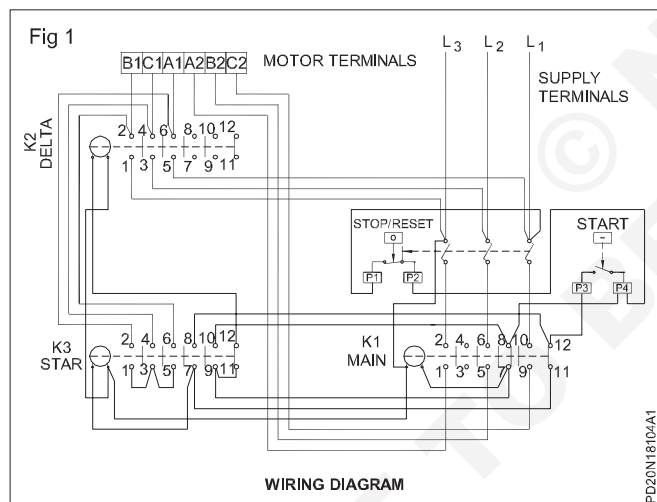 Fig 1
B1 C1 A1 A2 B2 C2 MOTOR TERMINALS
L3 L2 L1
SUPPLY
TERMINALS
K2
DELTA
2 4 6 8 10 12
1 3 5 7 9 11
STOP/RESET
O
P1 P2
START
–
P3 P4
K3
STAR
2 4 6 8 10 12
1 3 5 7 9 11
K1
MAIN
2 4 6 8 10 12
1 3 5 7 9 11
WIRING DIAGRAM
PD20N18104A1
©
TO BE
N